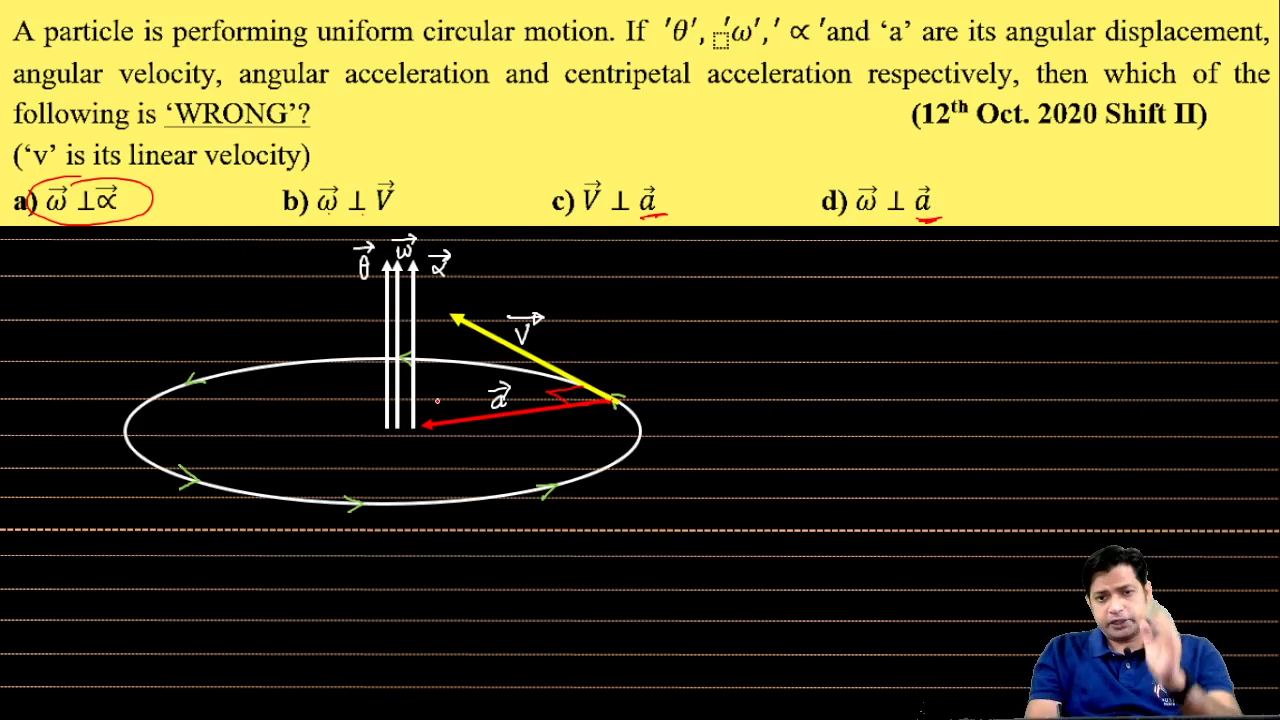 A particle is performing uniform circular motion. If ′θ′, ′ω′,′ ∝ ′and ‘a’ are its angular displacement,
angular velocity, angular acceleration and centripetal acceleration respectively, then which of the
following is ‘WRONG’? (12th Oct. 2020 Shift II)
(‘v’ is its linear velocity)
a) ω⃗ ⊥ ∝⃗ b) ω⃗ ⊥ V⃗ c) V⃗ ⊥ a⃗ d) ω⃗ ⊥ a⃗
θ⃗ ω⃗ α⃗
V⃗
a⃗